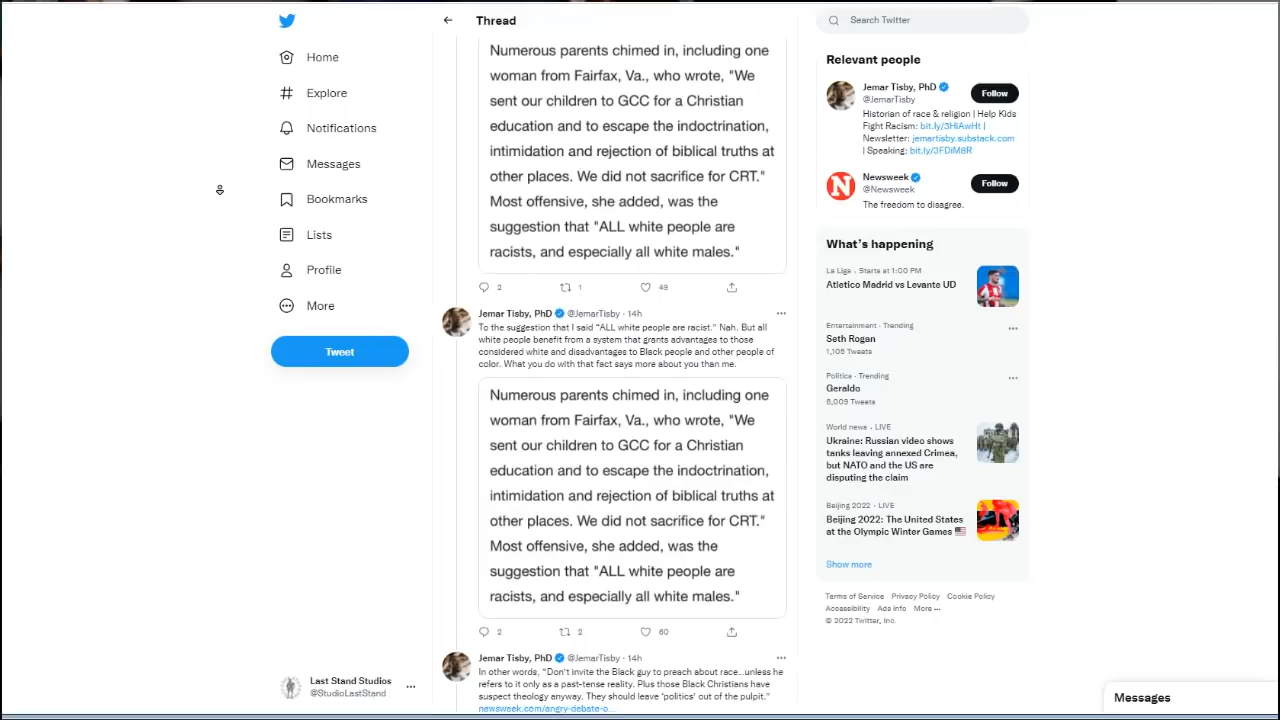 Home
Explore
Notifications
Messages
Bookmarks
Lists
Profile
More
Tweet
Last Stand Studios
@StudioLastStand
Thread
Numerous parents chimed in, including one
woman from Fairfax, Va., who wrote, "We
sent our children to GCC for a Christian
education and to escape the indoctrination,
intimidation and rejection of biblical truths at
other places. We did not sacrifice for CRT."
Most offensive, she added, was the
suggestion that "ALL white people are
racists, and especially all white males."
2 1 49
Jemar Tisby, PhD @JemarTisby · 14h
To the suggestion that I said "ALL white people are racist." Nah. But all
white people benefit from a system that grants advantages to those
considered white and disadvantages to Black people and other people of
color. What you do with that fact says more about you than me.
Numerous parents chimed in, including one
woman from Fairfax, Va., who wrote, "We
sent our children to GCC for a Christian
education and to escape the indoctrination,
intimidation and rejection of biblical truths at
other places. We did not sacrifice for CRT."
Most offensive, she added, was the
suggestion that "ALL white people are
racists, and especially all white males."
2 2 60
Jemar Tisby, PhD @JemarTisby · 14h
In other words, "Don't invite the Black guy to preach about race...unless he
refers to it only as a past-tense reality. Plus those Black Christians have
suspect theology anyway. They should leave 'politics' out of the pulpit."
newsweek.com/angry-debate-o...
Search Twitter
Relevant people
Jemar Tisby, PhD
@JemarTisby
Follow
Historian of race & religion | Help Kids
Fight Racism: bit.ly/3HiAwHt |
Newsletter: jemartisby.substack.com
| Speaking: bit.ly/3FDiM8R
Newsweek
@Newsweek
Follow
The freedom to disagree.
What's happening
La Liga · Starts at 1:00 PM
Atletico Madrid vs Levante UD
Entertainment · Trending
Seth Rogan
1,105 Tweets
Politics · Trending
Geraldo
6,009 Tweets
World news · LIVE
Ukraine: Russian video shows
tanks leaving annexed Crimea,
but NATO and the US are
disputing the claim
Beijing 2022 · LIVE
Beijing 2022: The United States
at the Olympic Winter Games 🇺🇸
Show more
Terms of Service Privacy Policy Cookie Policy
Accessibility Ads info More ···
© 2022 Twitter, Inc.
Messages